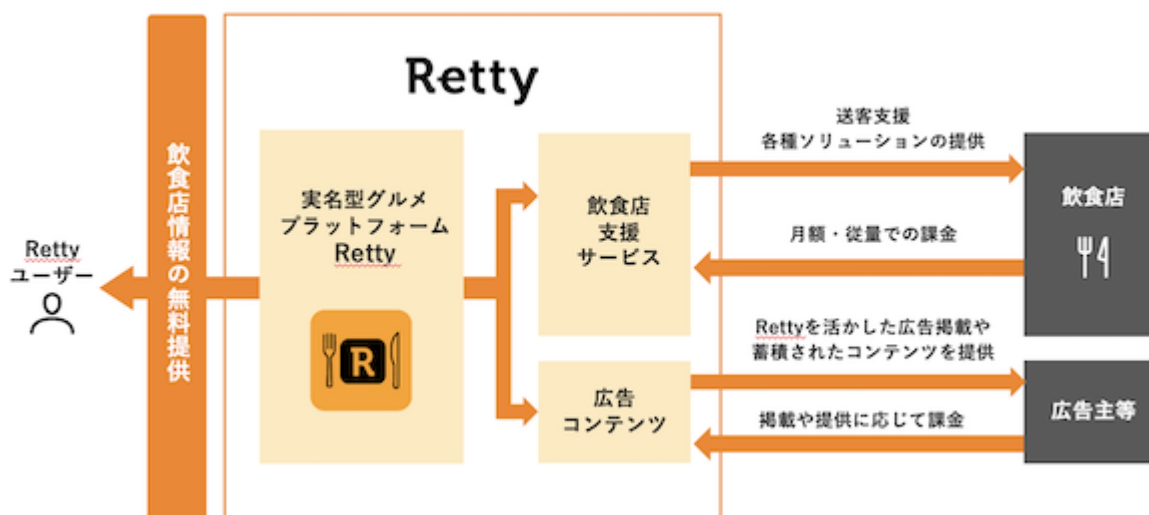 Retty
飲食店情報の無料提供
Retty
ユーザー
実名型グルメ
プラットフォーム
Retty
R
飲食店
支援
サービス
広告
コンテンツ
送客支援
各種ソリューションの提供
月額・従量での課金
Rettyを活かした広告掲載や
蓄積されたコンテンツを提供
掲載や提供に応じて課金
飲食店
広告主等